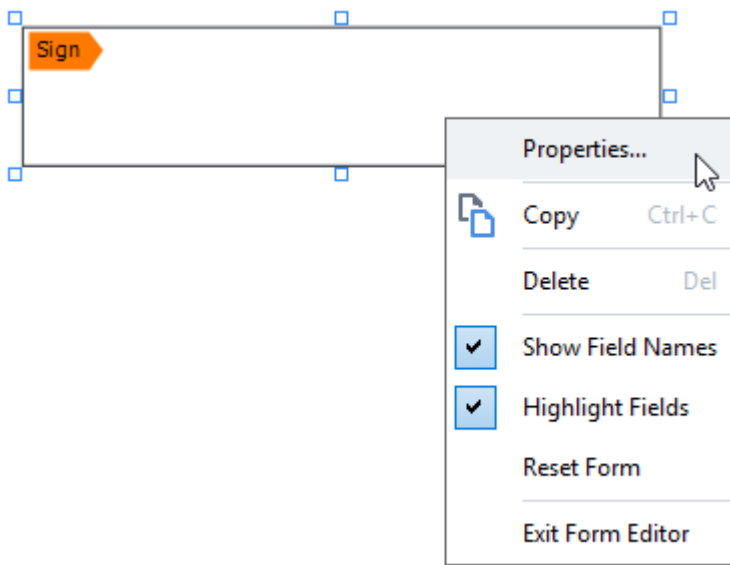 Sign
Properties...
Copy Ctrl+C
Delete Del
Show Field Names
Highlight Fields
Reset Form
Exit Form Editor